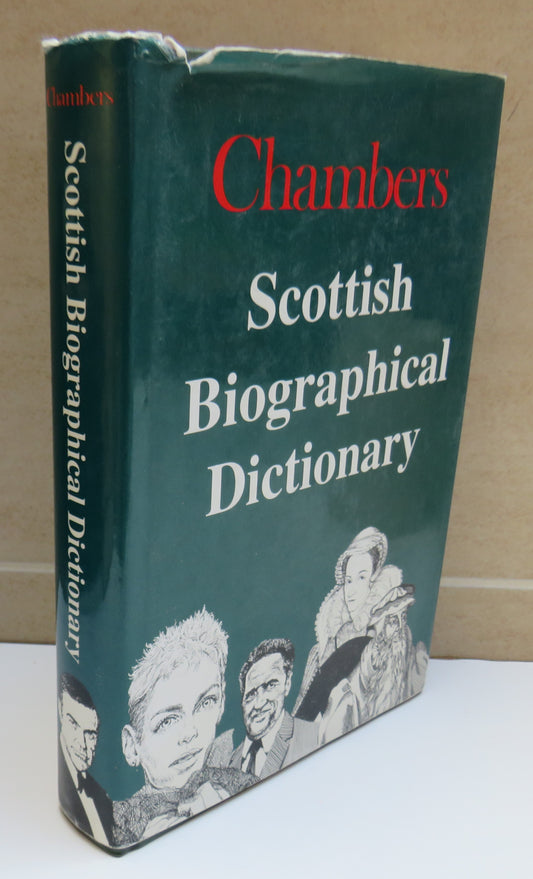 Chambers
Scottish Biographical Dictionary
Chambers
Scottish
Biographical
Dictionary